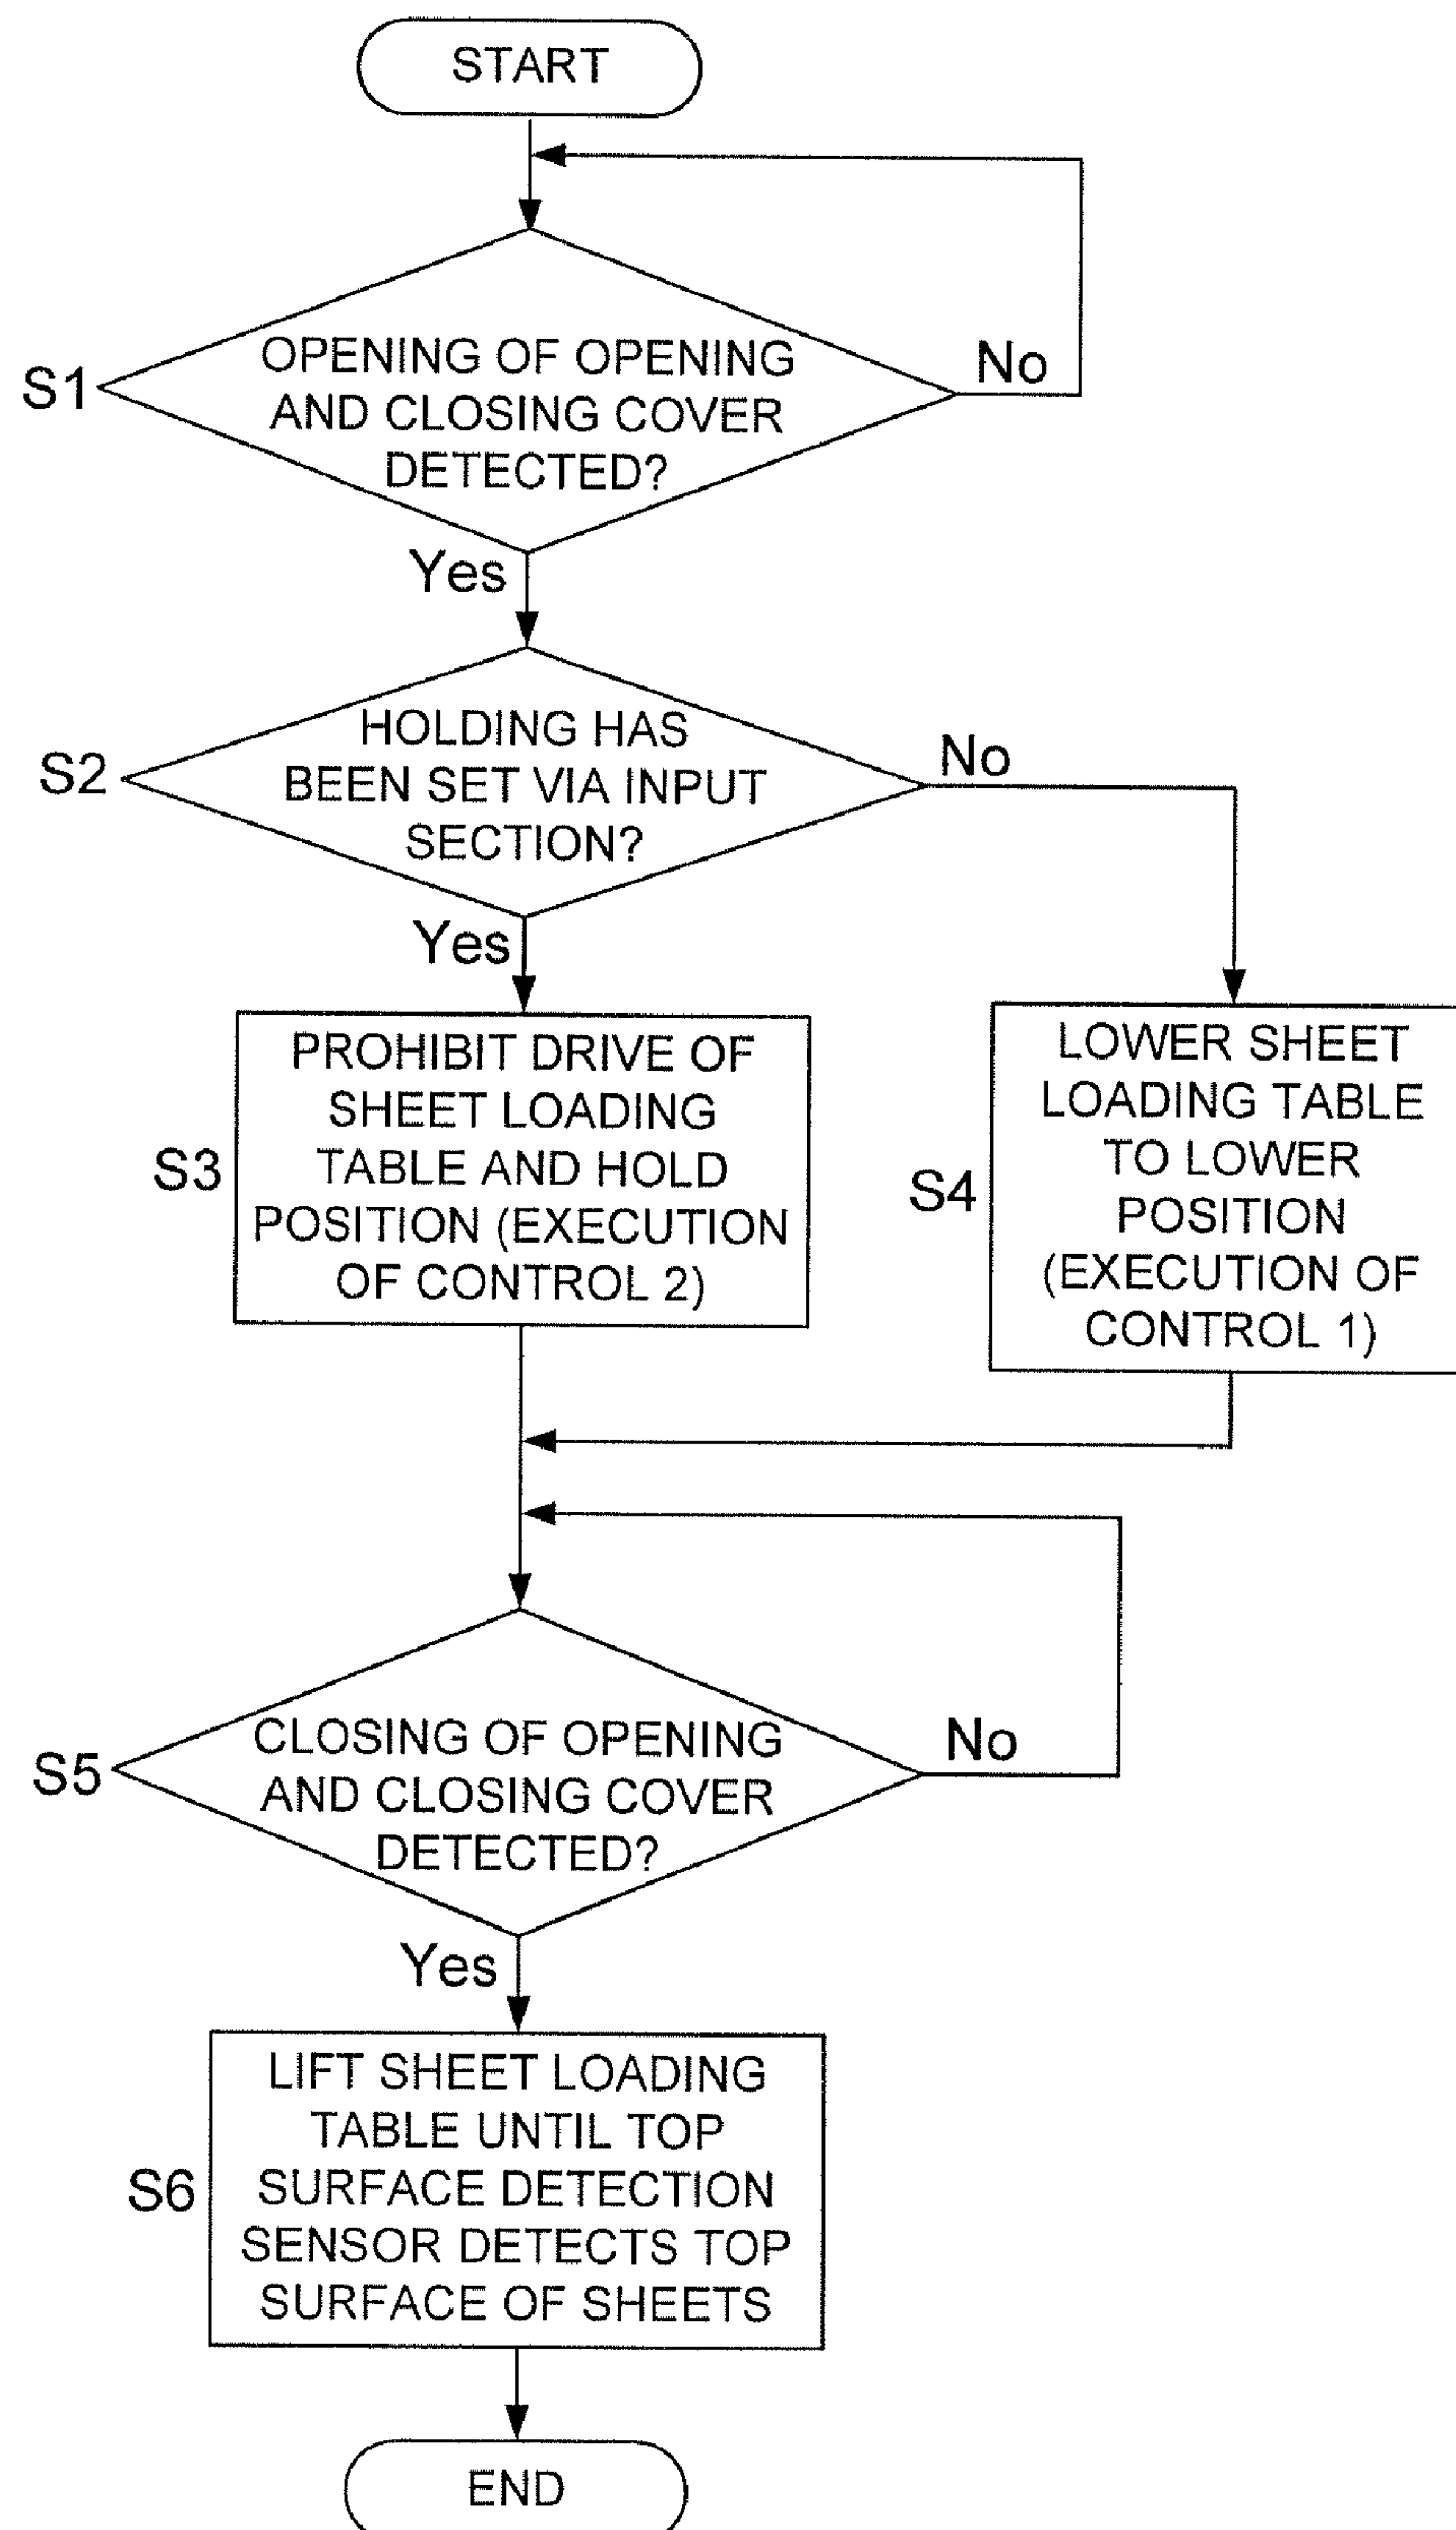 START
OPENING OF OPENING
AND CLOSING COVER
DETECTED?
S1
No
Yes
HOLDING HAS
BEEN SET VIA INPUT
SECTION?
S2
No
Yes
PROHIBIT DRIVE OF
SHEET LOADING
TABLE AND HOLD
POSITION (EXECUTION
OF CONTROL 2)
S3
LOWER SHEET
LOADING TABLE
TO LOWER
POSITION
(EXECUTION OF
CONTROL 1)
S4
CLOSING OF OPENING
AND CLOSING COVER
DETECTED?
S5
No
Yes
LIFT SHEET LOADING
TABLE UNTIL TOP
SURFACE DETECTION
SENSOR DETECTS TOP
SURFACE OF SHEETS
S6
END